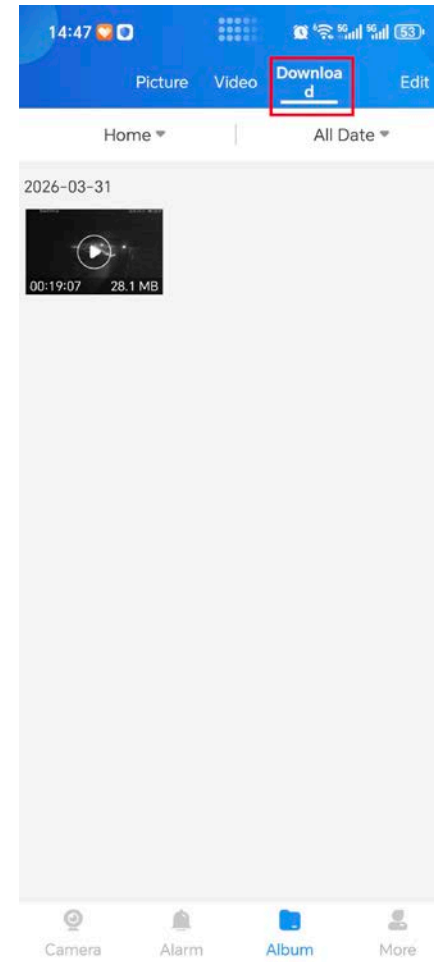 14:47
53
Picture Video Downloa
d
Edit
Home
All Date
2026-03-31
00:19:07 28.1 MB
Camera Alarm Album More